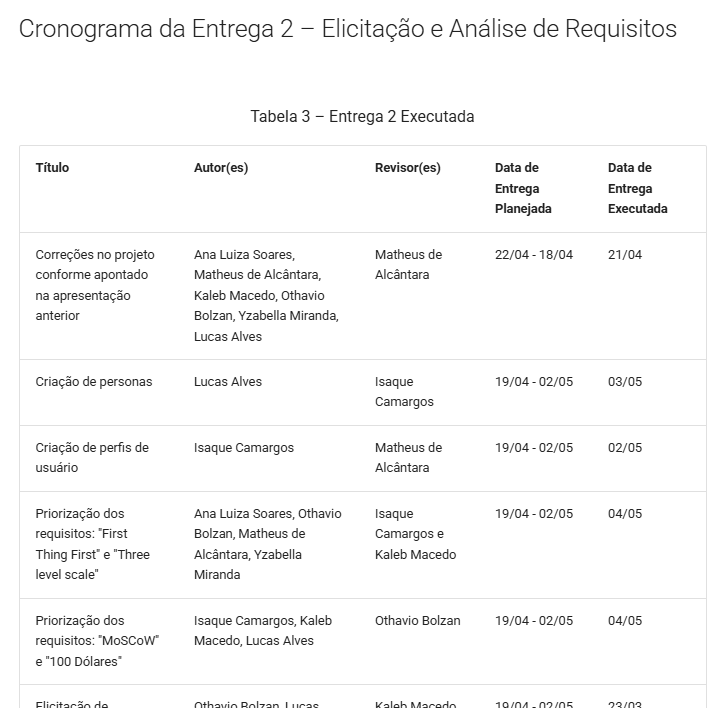 Cronograma da Entrega 2 – Elicitação e Análise de Requisitos
Tabela 3 – Entrega 2 Executada
Título
Autor(es)
Revisor(es)
Data de
Entrega
Planejada
Data de
Entrega
Executada
Correções no projeto
conforme apontado
na apresentação
anterior
Ana Luiza Soares,
Matheus de Alcântara,
Kaleb Macedo, Othavio
Bolzan, Yzabella Miranda,
Lucas Alves
Matheus de
Alcântara
22/04 - 18/04
21/04
Criação de personas
Lucas Alves
Isaque
Camargos
19/04 - 02/05
03/05
Criação de perfis de
usuário
Isaque Camargos
Matheus de
Alcântara
19/04 - 02/05
02/05
Priorização dos
requisitos: "First
Thing First" e "Three
level scale"
Ana Luiza Soares, Othavio
Bolzan, Matheus de
Alcântara, Yzabella
Miranda
Isaque
Camargos e
Kaleb Macedo
19/04 - 02/05
04/05
Priorização dos
requisitos: "MoSCoW"
e "100 Dólares"
Isaque Camargos, Kaleb
Macedo, Lucas Alves
Othavio Bolzan
19/04 - 02/05
04/05
Elicitação de
Othavio Bolzan, Lucas
Kaleb Macedo
19/04 - 02/05
23/03